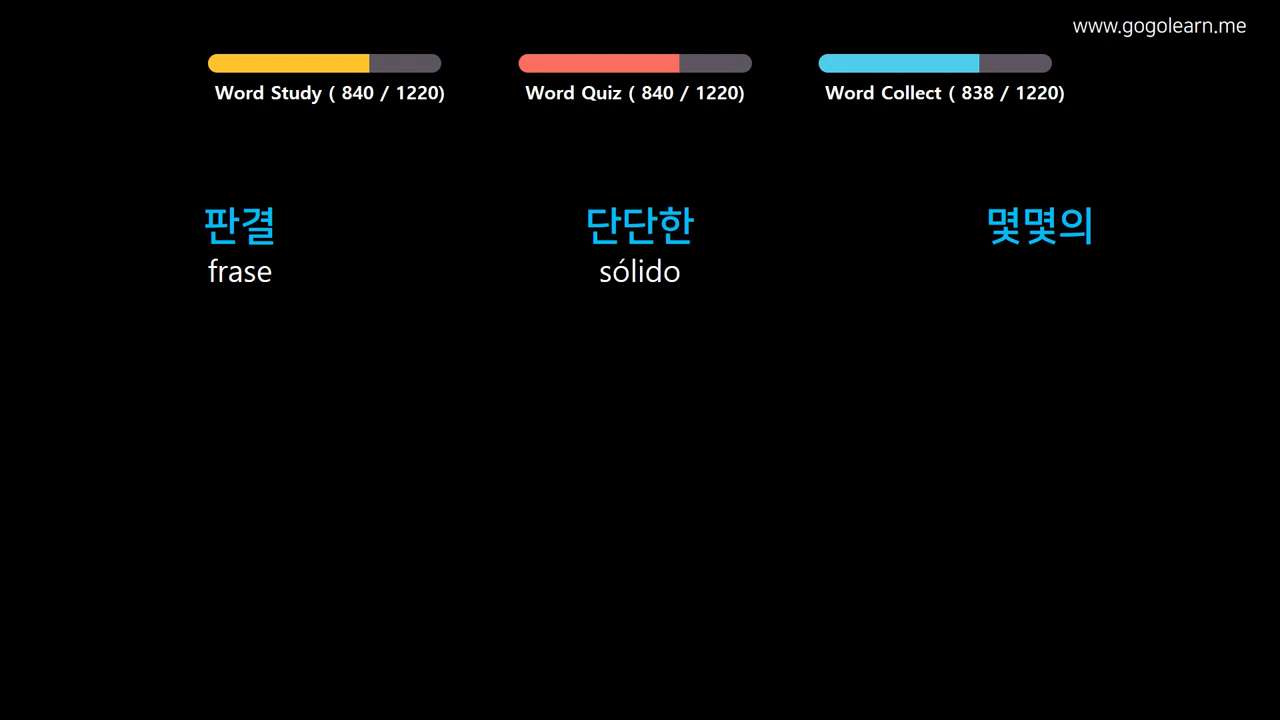 www.gogolearn.me
Word Study ( 840 / 1220)
Word Quiz ( 840 / 1220)
Word Collect ( 838 / 1220)
판결
frase
단단한
sólido
몇몇의